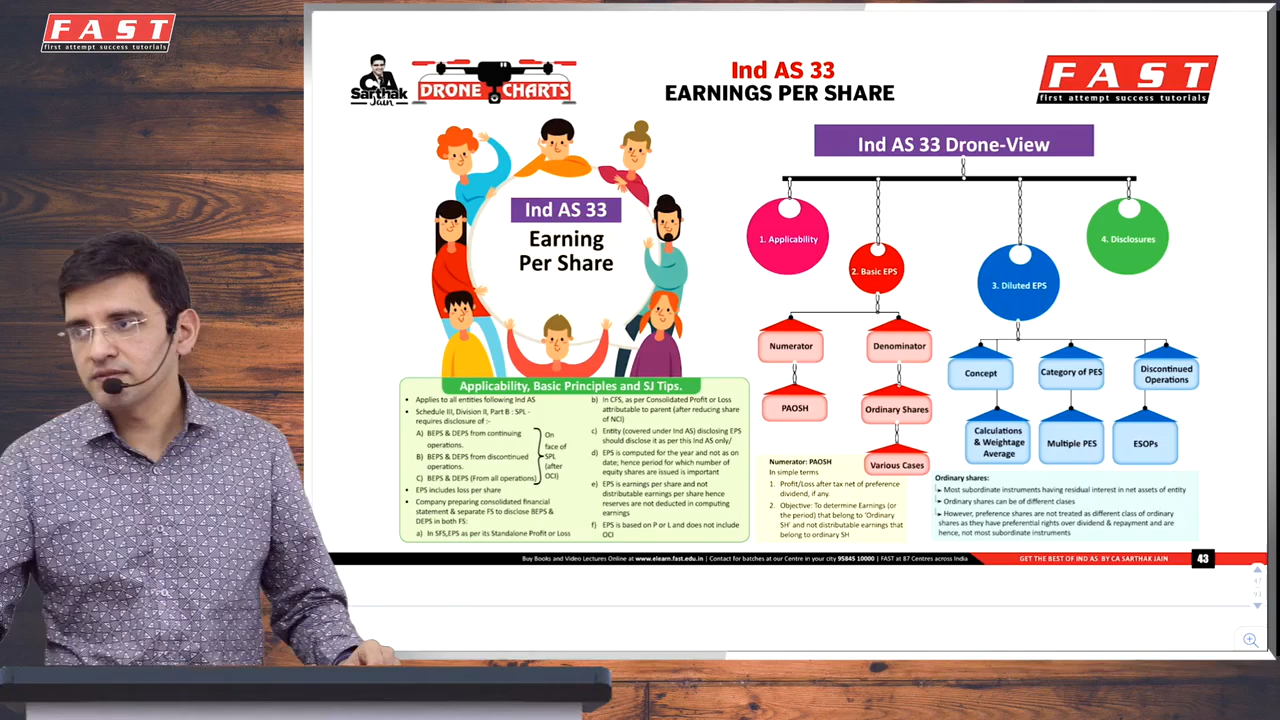 FAST
first attempt success tutorials
Sarthak
Jain
DRONE CHARTS
Ind AS 33
EARNINGS PER SHARE
FAST
first attempt success tutorials
Ind AS 33
Earning
Per Share
Ind AS 33 Drone-View
1. Applicability
2. Basic EPS
3. Diluted EPS
4. Disclosures
Numerator
Denominator
PAOSH
Ordinary Shares
Various Cases
Concept
Category of PES
Discontinued
Operations
Calculations
& Weightage
Average
Multiple PES
ESOPs
Applicability, Basic Principles and SJ Tips.
• Applies to all entities following Ind AS
• Schedule III, Division II, Part B : SPL -
requires disclosure of :-
A) BEPS & DEPS from continuing
operations.
B) BEPS & DEPS from discontinued
operations.
C) BEPS & DEPS (From all operations)
On
face of
SPL
(after
OCI)
• EPS includes loss per share
• Company preparing consolidated financial
statement & separate FS to disclose BEPS &
DEPS in both FS:
a) In SFS,EPS as per its Standalone Profit or Loss
b) In CFS, as per Consolidated Profit or Loss
attributable to parent (after reducing share
of NCI)
c) Entity (covered under Ind AS) disclosing EPS
should disclose it as per this Ind AS only/
d) EPS is computed for the year and not as on
date; hence period for which number of
equity shares are issued is important
e) EPS is earnings per share and not
distributable earnings per share hence
reserves are not deducted in computing
earnings
f) EPS is based on P or L and does not include
OCI
Numerator: PAOSH
In simple terms
1. Profit/Loss after tax net of preference
dividend, if any.
2. Objective: To determine Earnings (or
the period) that belong to 'Ordinary
SH' and not distributable earnings that
belong to ordinary SH
Ordinary shares:
Most subordinate instruments having residual interest in net assets of entity
Ordinary shares can be of different classes
However, preference shares are not treated as different class of ordinary
shares as they have preferential rights over dividend & repayment and are
hence, not most subordinate instruments
Buy Books and Video Lectures Online at www.elearn.fast.edu.in | Contact for batches at our Centre in your city 95845 10000 | FAST at 87 Centres across India
GET THE BEST OF IND AS BY CA SARTHAK JAIN
43
47
93